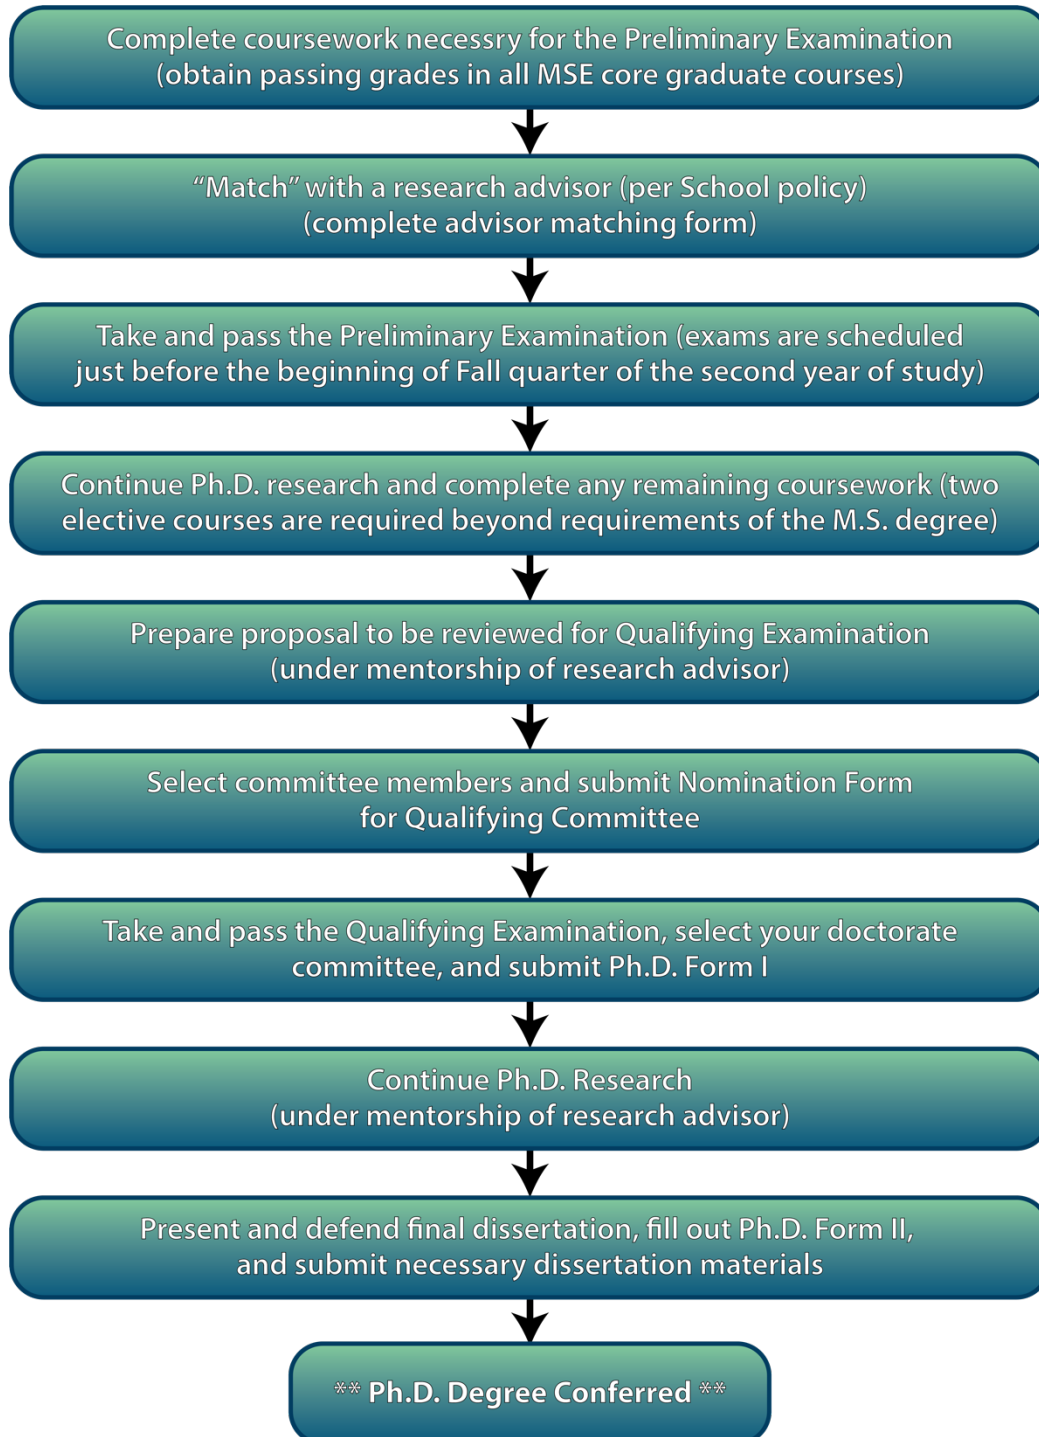 Complete coursework necessry for the Preliminary Examination
(obtain passing grades in all MSE core graduate courses)
“Match” with a research advisor (per School policy)
(complete advisor matching form)
Take and pass the Preliminary Examination (exams are scheduled
just before the beginning of Fall quarter of the second year of study)
Continue Ph.D. research and complete any remaining coursework (two
elective courses are required beyond requirements of the M.S. degree)
Prepare proposal to be reviewed for Qualifying Examination
(under mentorship of research advisor)
Select committee members and submit Nomination Form
for Qualifying Committee
Take and pass the Qualifying Examination, select your doctorate
committee, and submit Ph.D. Form I
Continue Ph.D. Research
(under mentorship of research advisor)
Present and defend final dissertation, fill out Ph.D. Form II,
and submit necessary dissertation materials
** Ph.D. Degree Conferred **